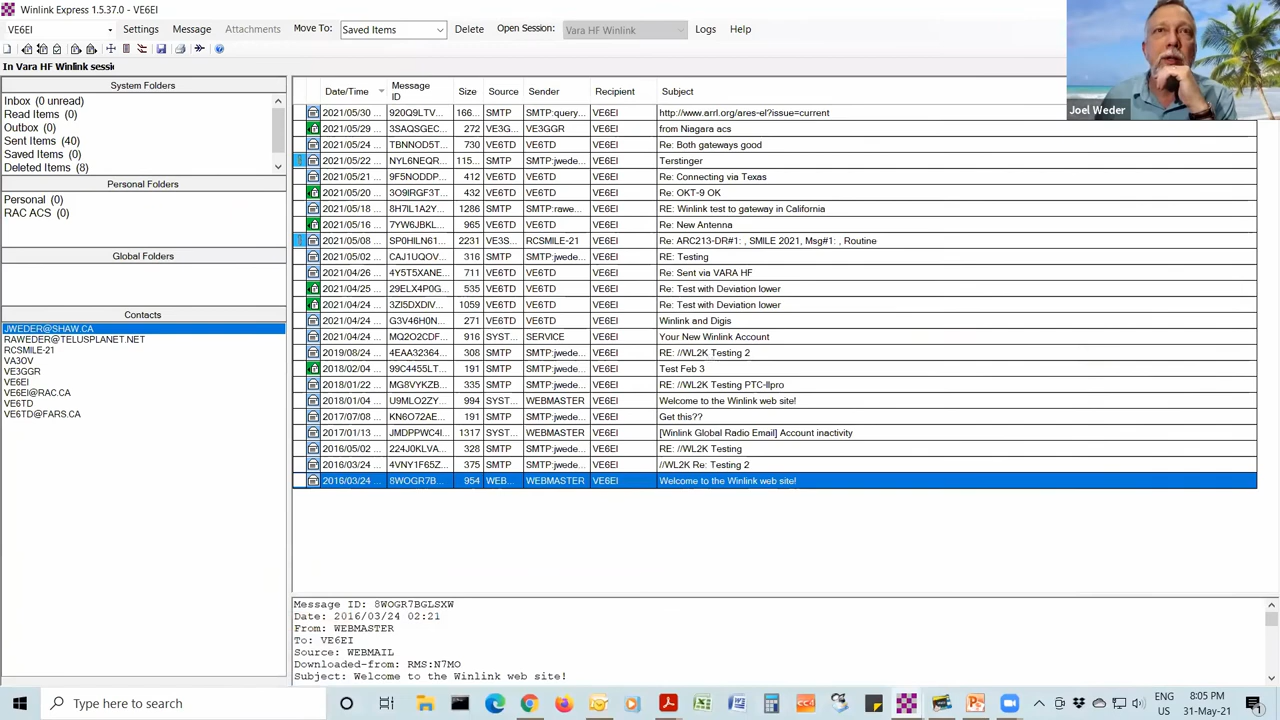 Winlink Express 1.5.37.0 - VE6EI
VE6EI Settings Message Attachments Move To: Saved Items Delete Open Session: Vara HF Winlink Logs Help
In Vara HF Winlink sessi
System Folders
Inbox (0 unread)
Read Items (0)
Outbox (0)
Sent Items (40)
Saved Items (0)
Deleted Items (8)
Personal Folders
Personal (0)
RAC ACS (0)
Global Folders
Contacts
JWEDER@SHAW.CA
RAWEDER@TELUSPLANET.NET
RCSMILE-21
VA3OV
VE3GGR
VE6EI
VE6EI@RAC.CA
VE6TD
VE6TD@FARS.CA
Date/Time Message ID Size Source Sender Recipient Subject
2021/05/30 ... 920Q9LTV... 166... SMTP SMTP:query... VE6EI http://www.arrl.org/ares-el?issue=current
2021/05/29 ... 3SAQSGEC... 272 VE3G... VE3GGR VE6EI from Niagara acs
2021/05/24 ... TBNNOD5T... 730 VE6TD VE6TD VE6EI Re: Both gateways good
2021/05/22 ... NYL6NEQR... 115... SMTP SMTP:jwede... VE6EI Terstinger
2021/05/21 ... 9F5NODDP... 412 VE6TD VE6TD VE6EI Re: Connecting via Texas
2021/05/20 ... 3O9IRGF3T... 432 VE6TD VE6TD VE6EI Re: OKT-9 OK
2021/05/18 ... 8H7IL1A2Y... 1286 SMTP SMTP:rawe... VE6EI RE: Winlink test to gateway in California
2021/05/16 ... 7YW6JBKL... 965 VE6TD VE6TD VE6EI Re: New Antenna
2021/05/08 ... SP0HILN61... 2231 VE3S... RCSMILE-21 VE6EI Re: ARC213-DR#1: , SMILE 2021, Msg#1: , Routine
2021/05/02 ... CAJ1UQOV... 316 SMTP SMTP:jwede... VE6EI RE: Testing
2021/04/26 ... 4Y5T5XANE... 711 VE6TD VE6TD VE6EI Re: Sent via VARA HF
2021/04/25 ... 29ELX4P0G... 535 VE6TD VE6TD VE6EI Re: Test with Deviation lower
2021/04/24 ... 3ZI5DXDIV... 1059 VE6TD VE6TD VE6EI Re: Test with Deviation lower
2021/04/24 ... G3V46H0N... 271 VE6TD VE6TD VE6EI Winlink and Digis
2021/04/24 ... MQ2O2CDF... 916 SYST... SERVICE VE6EI Your New Winlink Account
2019/08/24 ... 4EAA32364... 308 SMTP SMTP:jwede... VE6EI RE: //WL2K Testing 2
2018/02/04 ... 99C4455LT... 191 SMTP SMTP:jwede... VE6EI Test Feb 3
2018/01/22 ... MG8VYKZB... 335 SMTP SMTP:jwede... VE6EI RE: //WL2K Testing PTC-IIpro
2018/01/04 ... U9MLO2ZY... 994 SYST... WEBMASTER VE6EI Welcome to the Winlink web site!
2017/07/08 ... KN6O72AE... 191 SMTP SMTP:jwede... VE6EI Get this??
2017/01/13 ... JMDPPWC4I... 1317 SYST... WEBMASTER VE6EI [Winlink Global Radio Email] Account inactivity
2016/05/02 ... 224J0KLVA... 328 SMTP SMTP:jwede... VE6EI RE: //WL2K Testing
2016/03/24 ... 4VNY1F65Z... 375 SMTP SMTP:jwede... VE6EI //WL2K Re: Testing 2
2016/03/24 ... 8WOGR7B... 954 WEB... WEBMASTER VE6EI Welcome to the Winlink web site!
Message ID: 8WOGR7BGLSXW
Date: 2016/03/24 02:21
From: WEBMASTER
To: VE6EI
Source: WEBMAIL
Downloaded-from: RMS:N7MO
Subject: Welcome to the Winlink web site!
Joel Weder
Type here to search
ENG
US
8:05 PM
31-May-21